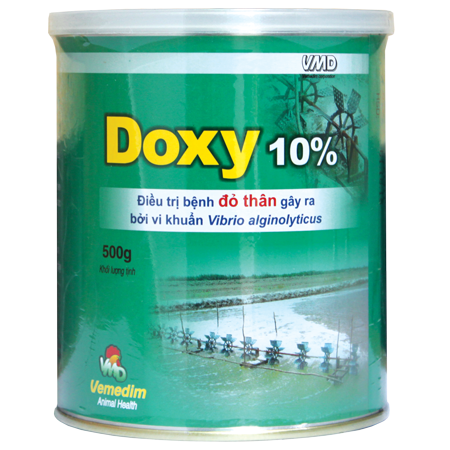 VMD
Doxy 10%
Điều trị bệnh đỏ thân gây ra
bởi vi khuẩn Vibrio alginolyticus
500g
Khối lượng tịnh
VMD
Vemedim
Animal Health